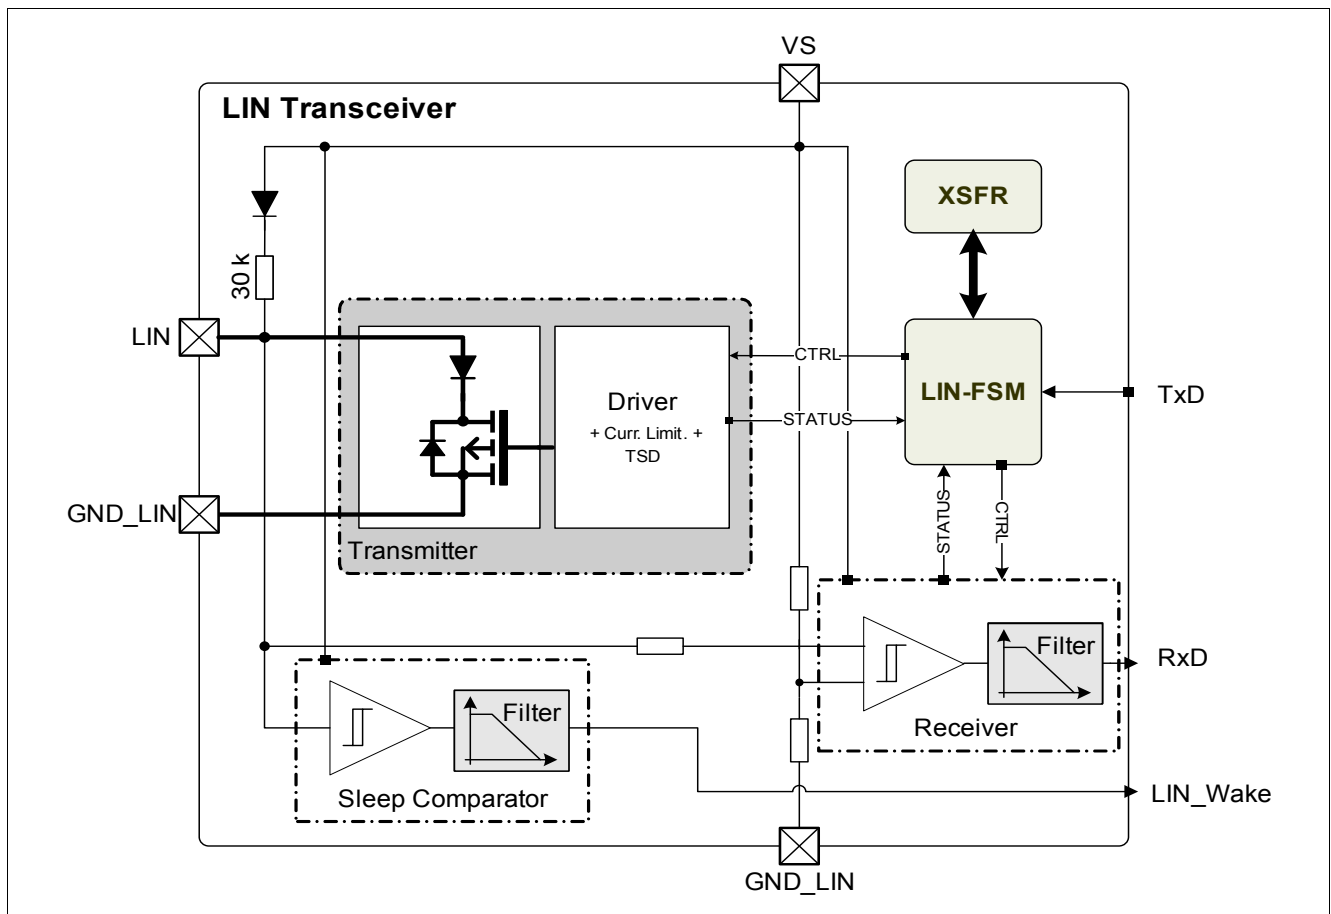 VS
LIN Transceiver
XSFR
30 k
LIN
CTRL
LIN-FSM
TxD
Driver
+ Curr. Limit. +
TSD
STATUS
GND_LIN
STATUS
CTRL
Transmitter
Filter
RxD
Receiver
Filter
Sleep Comparator
LIN_Wake
GND_LIN